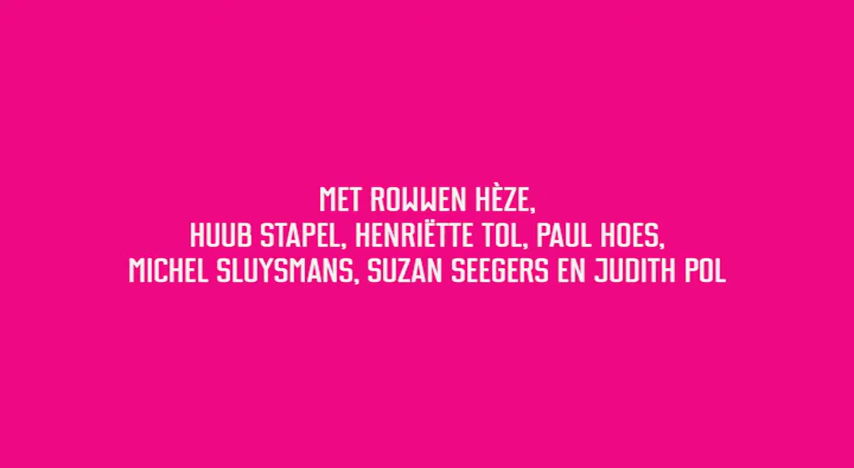 MET ROWWEN HÈZE,
HUUB STAPEL, HENRIËTTE TOL, PAUL HOES,
MICHEL SLUYSMANS, SUZAN SEEGERS EN JUDITH POL